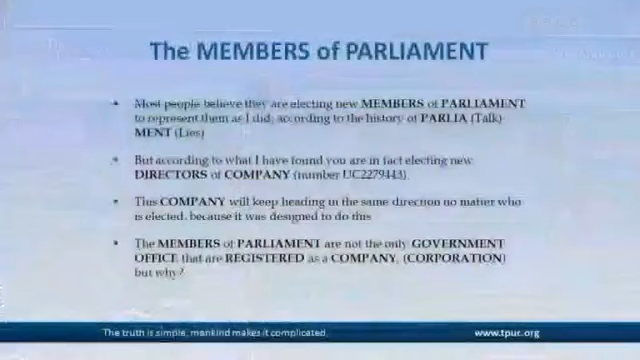 The MEMBERS of PARLIAMENT
• Most people believe they are electing new MEMBERS of PARLIAMENT
to represent them as I did, according to the history of PARLIA (Talk)
MENT (Lies)
• But according to what I have found you are in fact electing new
DIRECTORS of COMPANY (number UC2279443)
• This COMPANY will keep heading in the same direction no matter who
is elected, because it was designed to do this
• The MEMBERS of PARLIAMENT are not the only GOVERNMENT
OFFICE that are REGISTERED as a COMPANY, (CORPORATION)
but why?
The truth is simple, mankind makes it complicated.
www.tpuc.org